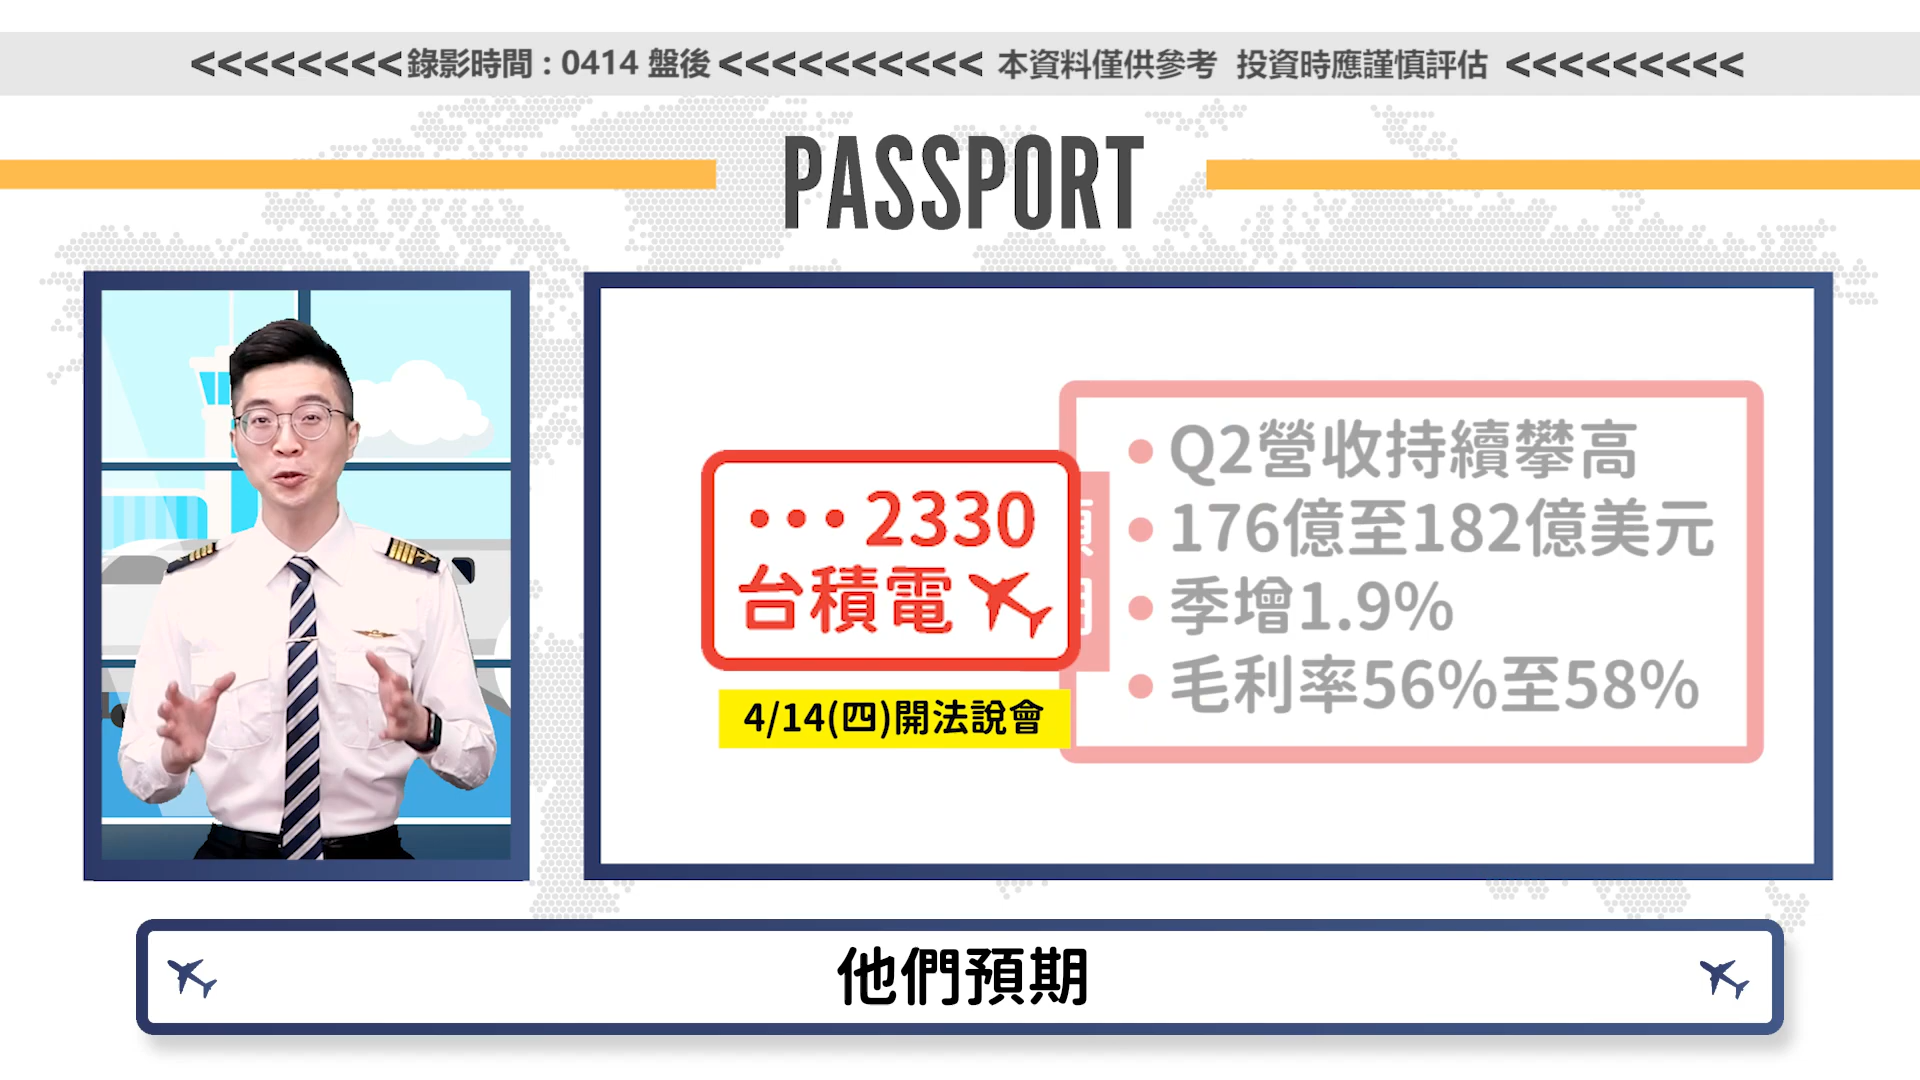 <<<<<<<<錄影時間：0414 盤後<<<<<<<<<< 本資料僅供參考 投資時應謹慎評估 <<<<<<<<<
PASSPORT
•••2330
台積電
4/14(四)開法說會
預期
•Q2營收持續攀高
•176億至182億美元
•季增1.9%
•毛利率56%至58%
他們預期